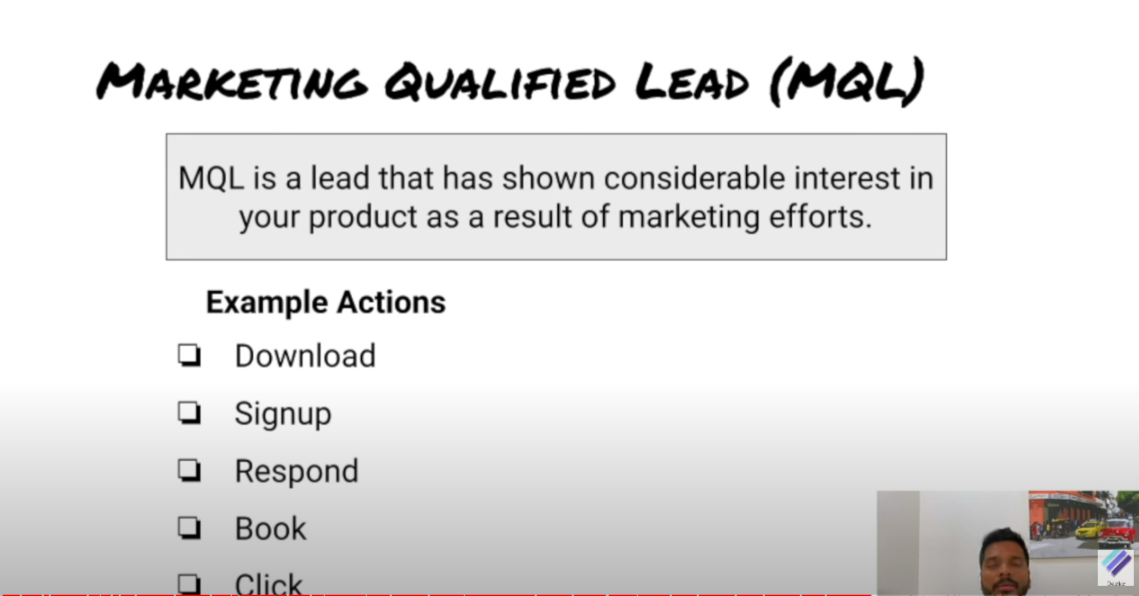 Marketing Qualified Lead (MQL)
MQL is a lead that has shown considerable interest in
your product as a result of marketing efforts.
Example Actions
Download
Signup
Respond
Book
Click